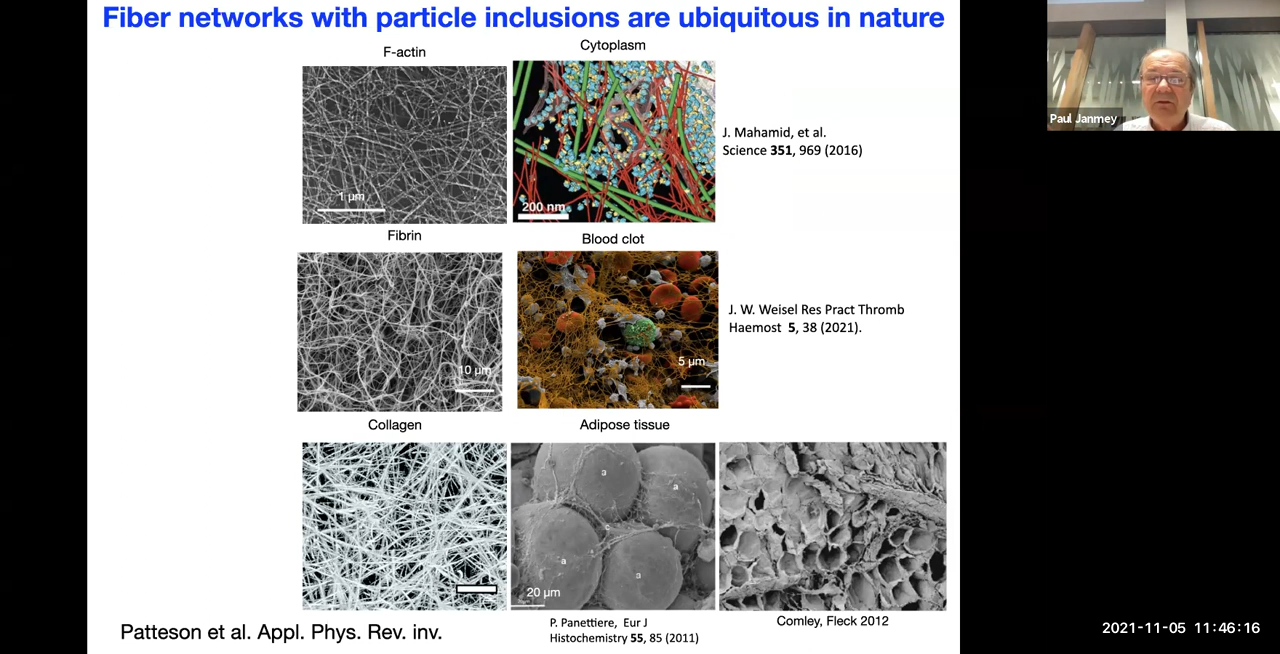 Fiber networks with particle inclusions are ubiquitous in nature
F-actin
Cytoplasm
1 µm
200 nm
J. Mahamid, et al.
Science 351, 969 (2016)
Fibrin
Blood clot
10 µm
5 µm
J. W. Weisel Res Pract Thromb
Haemost 5, 38 (2021).
Collagen
Adipose tissue
a
a
a
a
20 µm
P. Panettiere, Eur J
Histochemistry 55, 85 (2011)
Comley, Fleck 2012
Patteson et al. Appl. Phys. Rev. inv.
Paul Janmey
2021-11-05 11:46:16